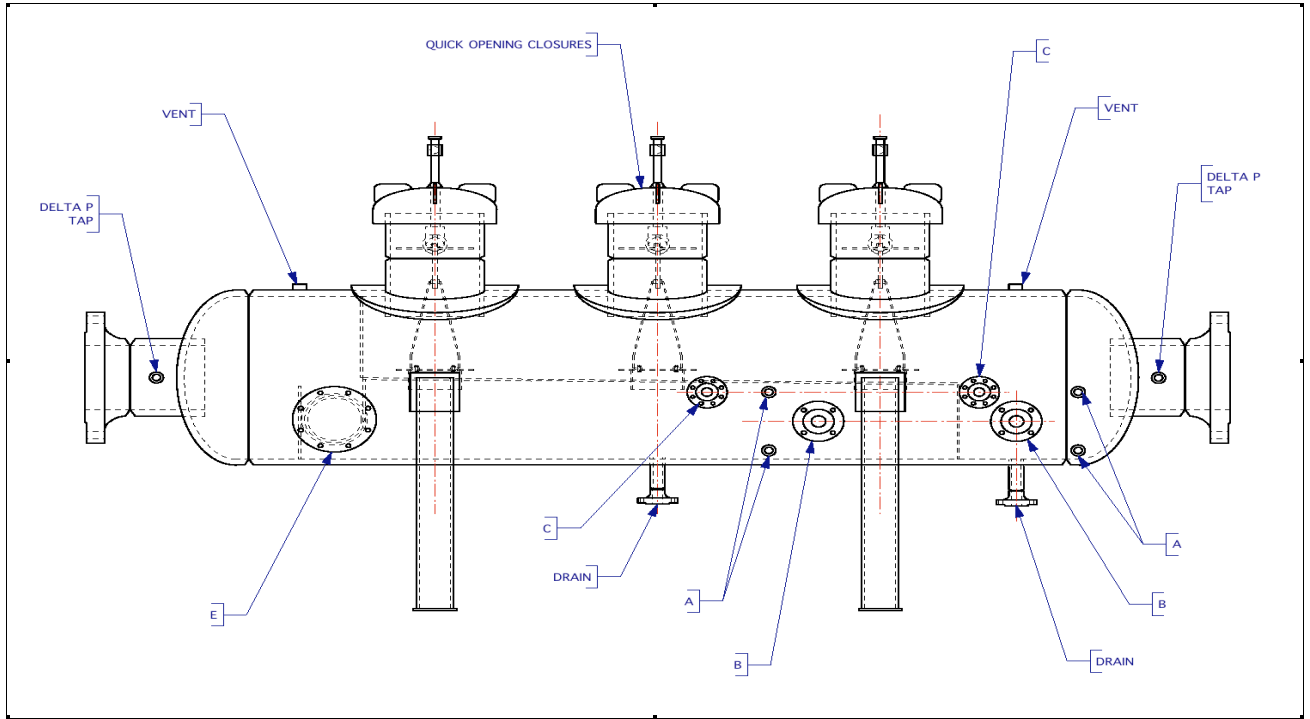 QUICK OPENING CLOSURES
C
VENT
VENT
DELTA P
TAP
DELTA P
TAP
C
DRAIN
A
A
E
B
B
DRAIN